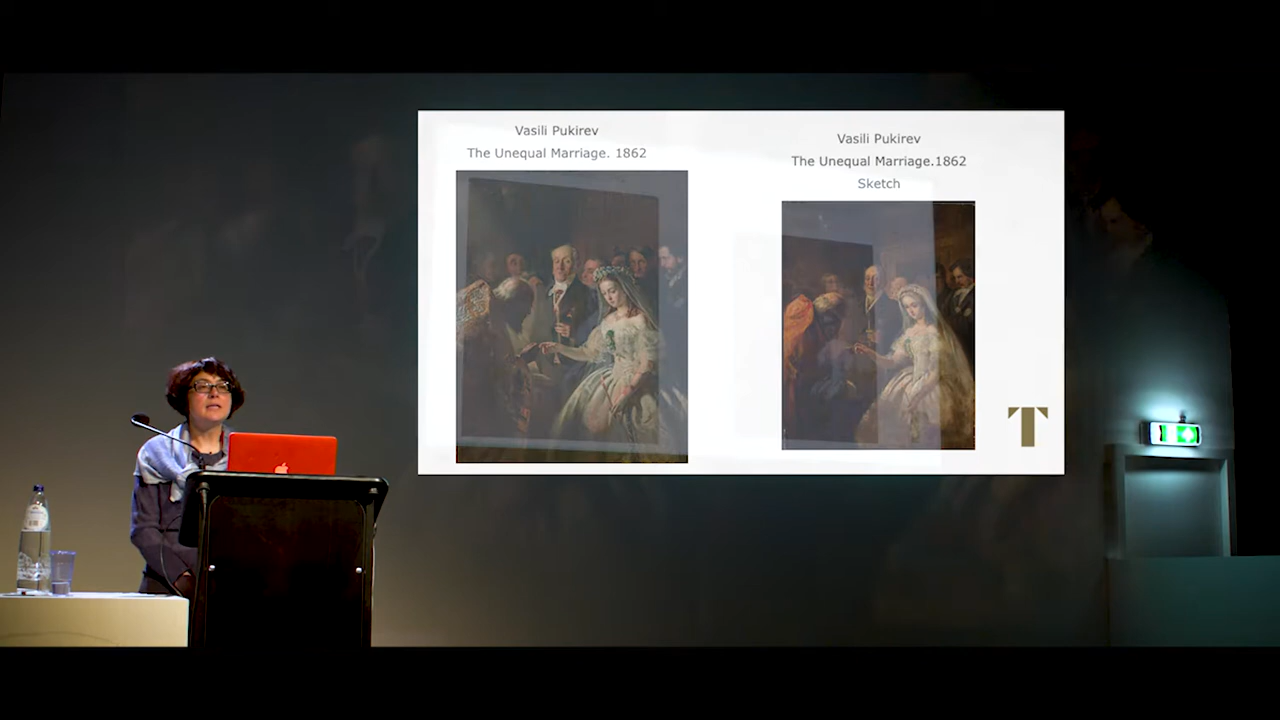 Vasili Pukirev
The Unequal Marriage. 1862
Vasili Pukirev
The Unequal Marriage.1862
Sketch
T